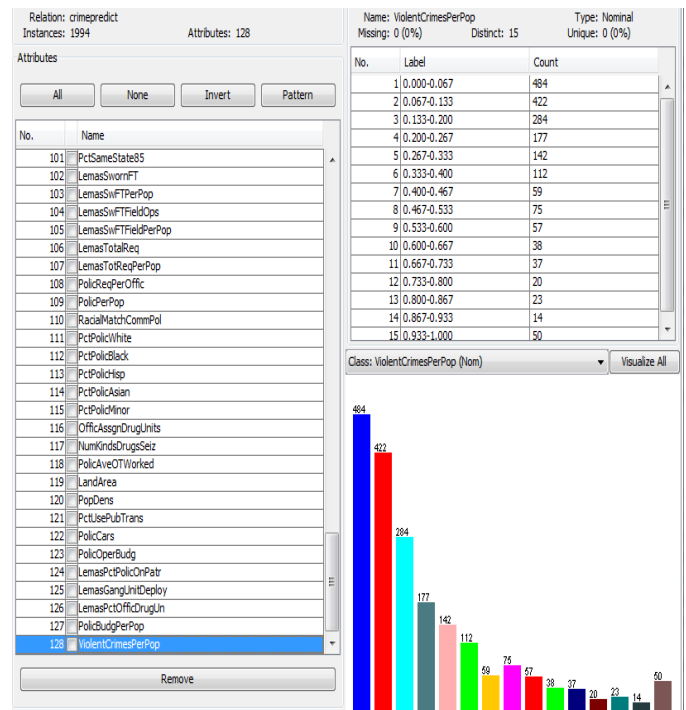 Relation: crimepredict
Instances: 1994 Attributes: 128
Attributes
All None Invert Pattern
No. Name
101 PctSameState85
102 LemasSwornFT
103 LemasSwFTPerPop
104 LemasSwFTFieldOps
105 LemasSwFTFieldPerPop
106 LemasTotalReq
107 LemasTotReqPerPop
108 PolicReqPerOffic
109 PolicPerPop
110 RacialMatchCommPol
111 PctPolicWhite
112 PctPolicBlack
113 PctPolicHisp
114 PctPolicAsian
115 PctPolicMinor
116 OfficAssgnDrugUnits
117 NumKindsDrugsSeiz
118 PolicAveOTWorked
119 LandArea
120 PopDens
121 PctUsePubTrans
122 PolicCars
123 PolicOperBudg
124 LemasPctPolicOnPatr
125 LemasGangUnitDeploy
126 LemasPctOfficDrugUn
127 PolicBudgPerPop
128 ViolentCrimesPerPop
Remove
Name: ViolentCrimesPerPop Type: Nominal
Missing: 0 (0%) Distinct: 15 Unique: 0 (0%)
No. Label Count
1 0.000-0.067 484
2 0.067-0.133 422
3 0.133-0.200 284
4 0.200-0.267 177
5 0.267-0.333 142
6 0.333-0.400 112
7 0.400-0.467 59
8 0.467-0.533 75
9 0.533-0.600 57
10 0.600-0.667 38
11 0.667-0.733 37
12 0.733-0.800 20
13 0.800-0.867 23
14 0.867-0.933 14
15 0.933-1.000 50
Class: ViolentCrimesPerPop (Nom) Visualize All
484
422
284
177
142
112
59
75
57
38
37
20
23
14
50